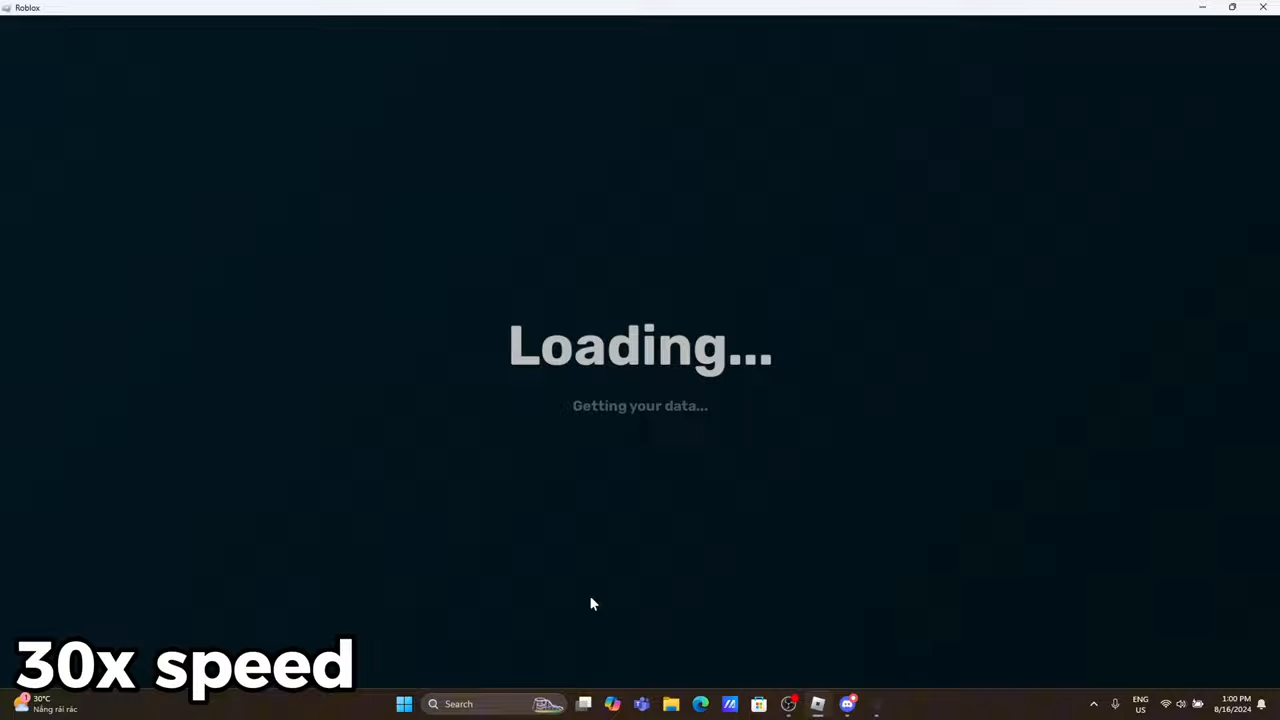 Roblox
Loading...
Getting your data...
30x speed
1
30°C
Nắng rải rác
Search
ENG
US
1:00 PM
8/16/2024